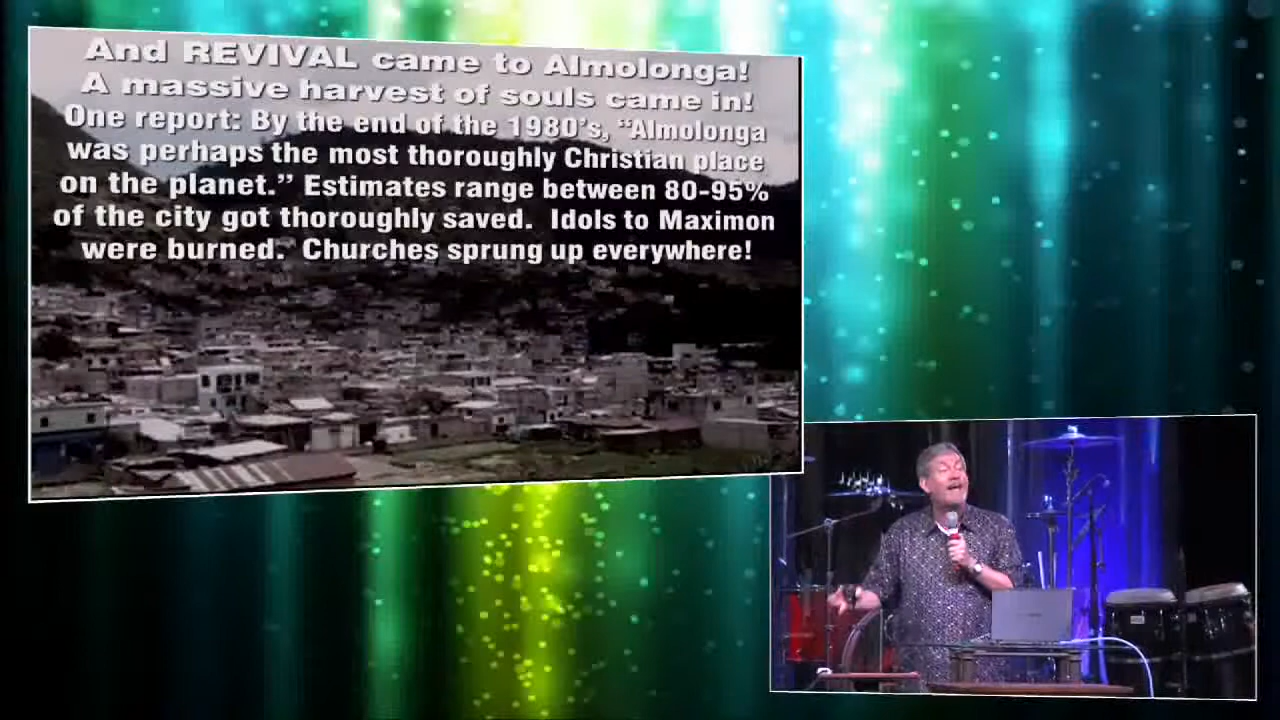 And REVIVAL came to Almolonga!
A massive harvest of souls came in!
One report: By the end of the 1980's, “Almolonga
was perhaps the most thoroughly Christian place
on the planet.” Estimates range between 80-95%
of the city got thoroughly saved. Idols to Maximon
were burned. Churches sprung up everywhere!